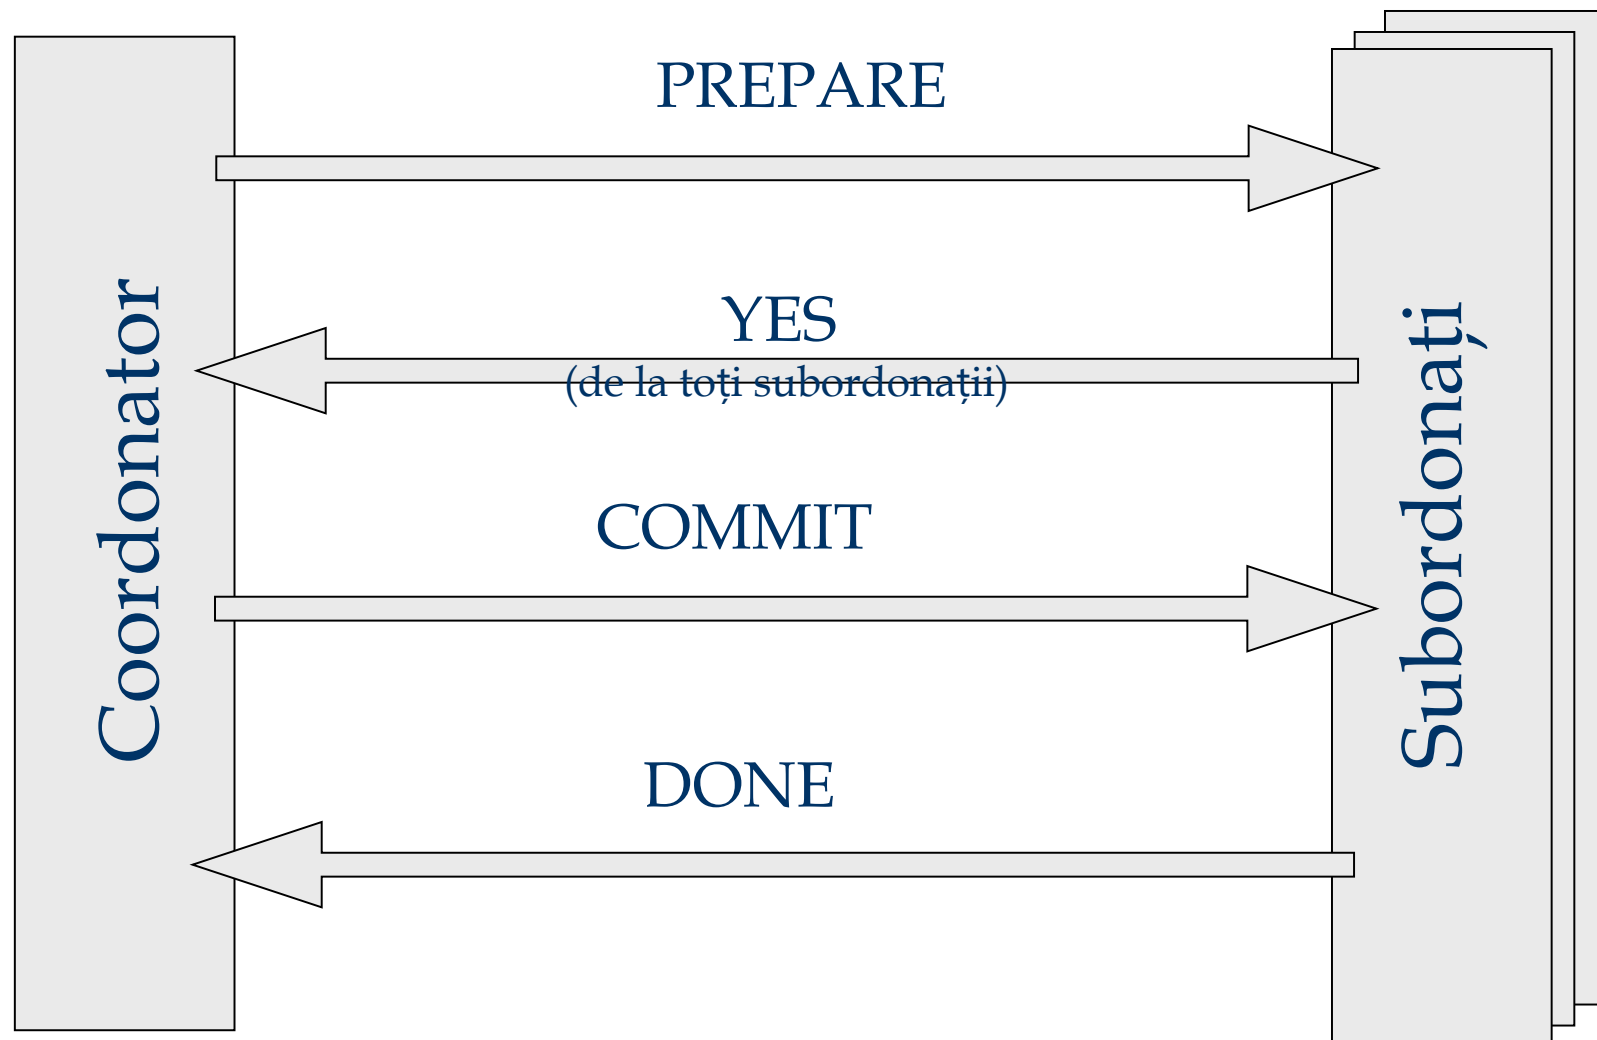 PREPARE
YES
(de la toți subordonații)
COMMIT
DONE
Coordonator
Subordonați